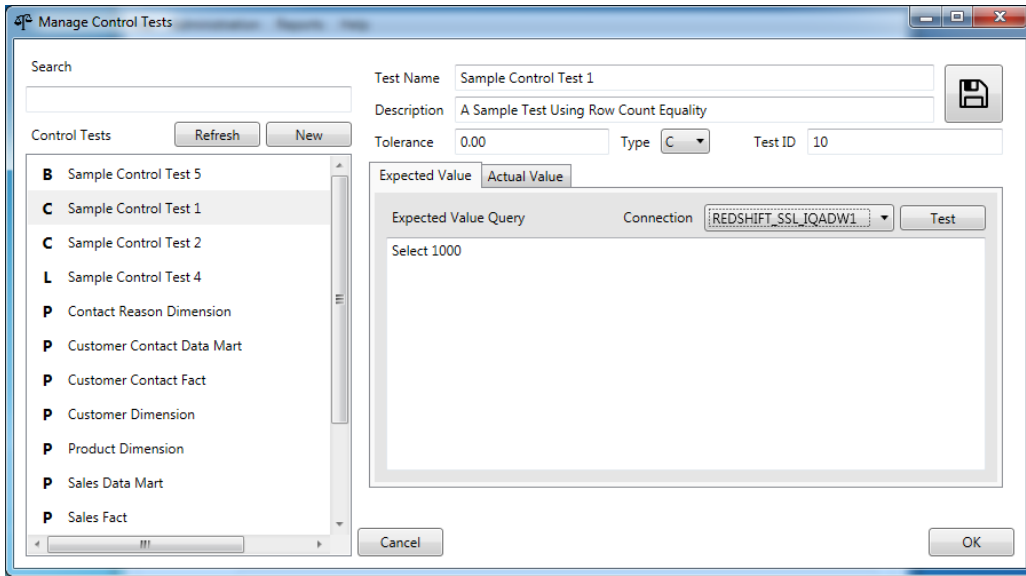 Manage Control Tests
Reports
Search
Control Tests
Refresh
New
B Sample Control Test 5
C Sample Control Test 1
C Sample Control Test 2
L Sample Control Test 4
P Contact Reason Dimension
P Customer Contact Data Mart
P Customer Contact Fact
P Customer Dimension
P Product Dimension
P Sales Data Mart
P Sales Fact
Test Name Sample Control Test 1
Description A Sample Test Using Row Count Equality
Tolerance 0.00 Type C Test ID 10
Expected Value Actual Value
Expected Value Query Connection REDSHIFT_SSL_IQADW1 Test
Select 1000
Cancel
OK